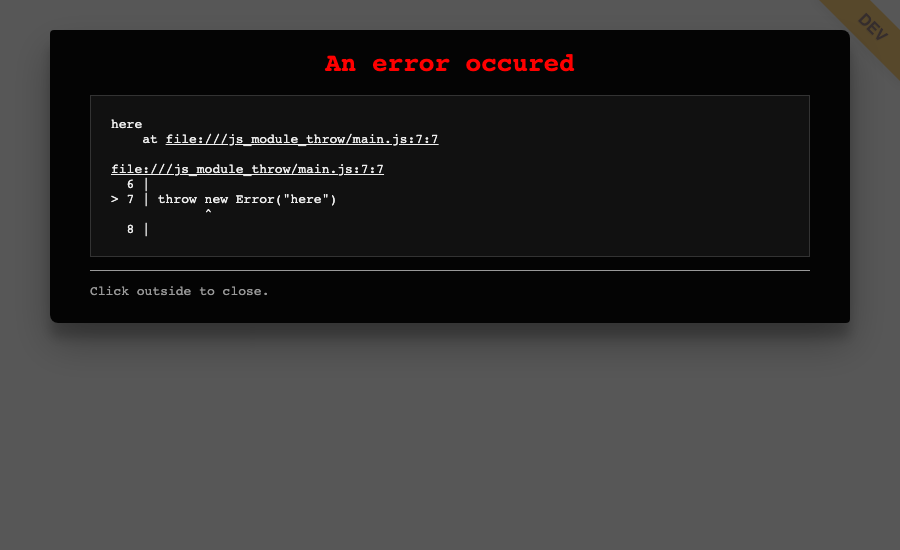 DEV
An error occured
here
    at file:///js_module_throw/main.js:7:7
file:///js_module_throw/main.js:7:7
  6 |
> 7 | throw new Error("here")
            ^
  8 |
Click outside to close.